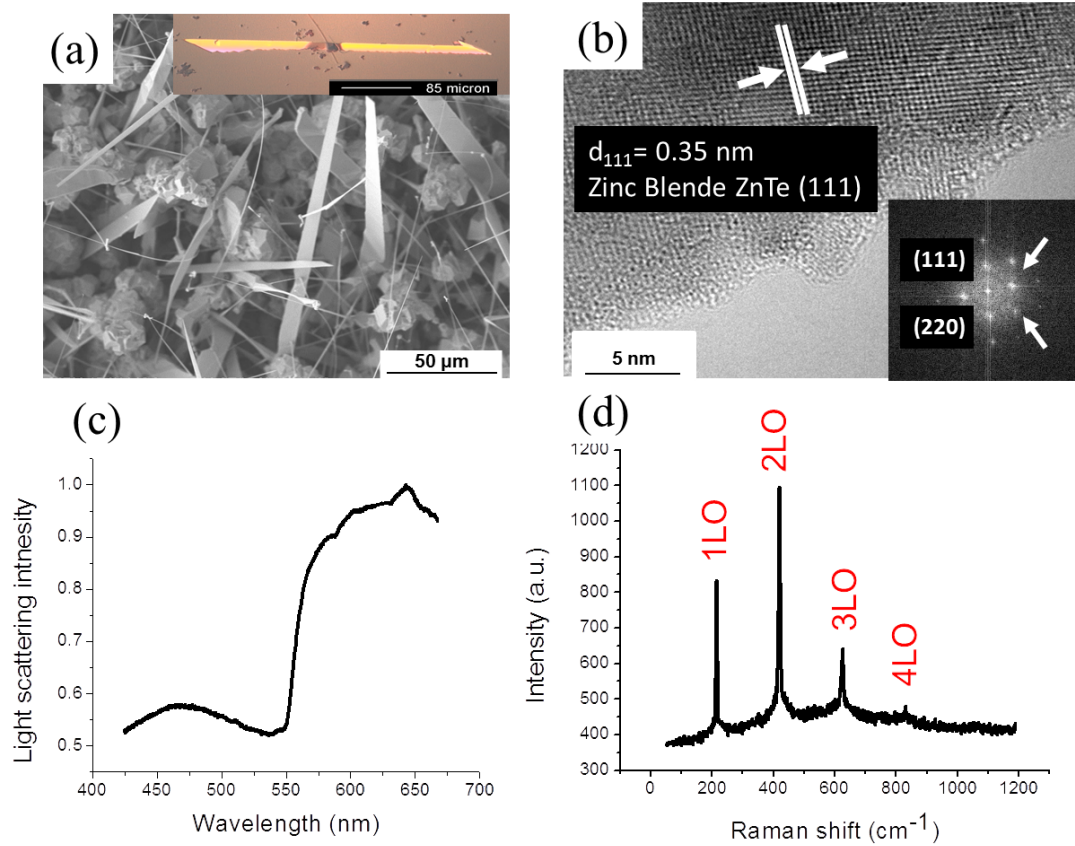 (a)
85 micron
50 µm
(b)
d₁₁₁= 0.35 nm
Zinc Blende ZnTe (111)
(111)
(220)
5 nm
(c)
Light scattering intnesity
1.0
0.9
0.8
0.7
0.6
0.5
400 450 500 550 600 650 700
Wavelength (nm)
(d)
Intensity (a.u.)
1200
1100
1000
900
800
700
600
500
400
300
1LO
2LO
3LO
4LO
0 200 400 600 800 1000 1200
Raman shift (cm⁻¹)